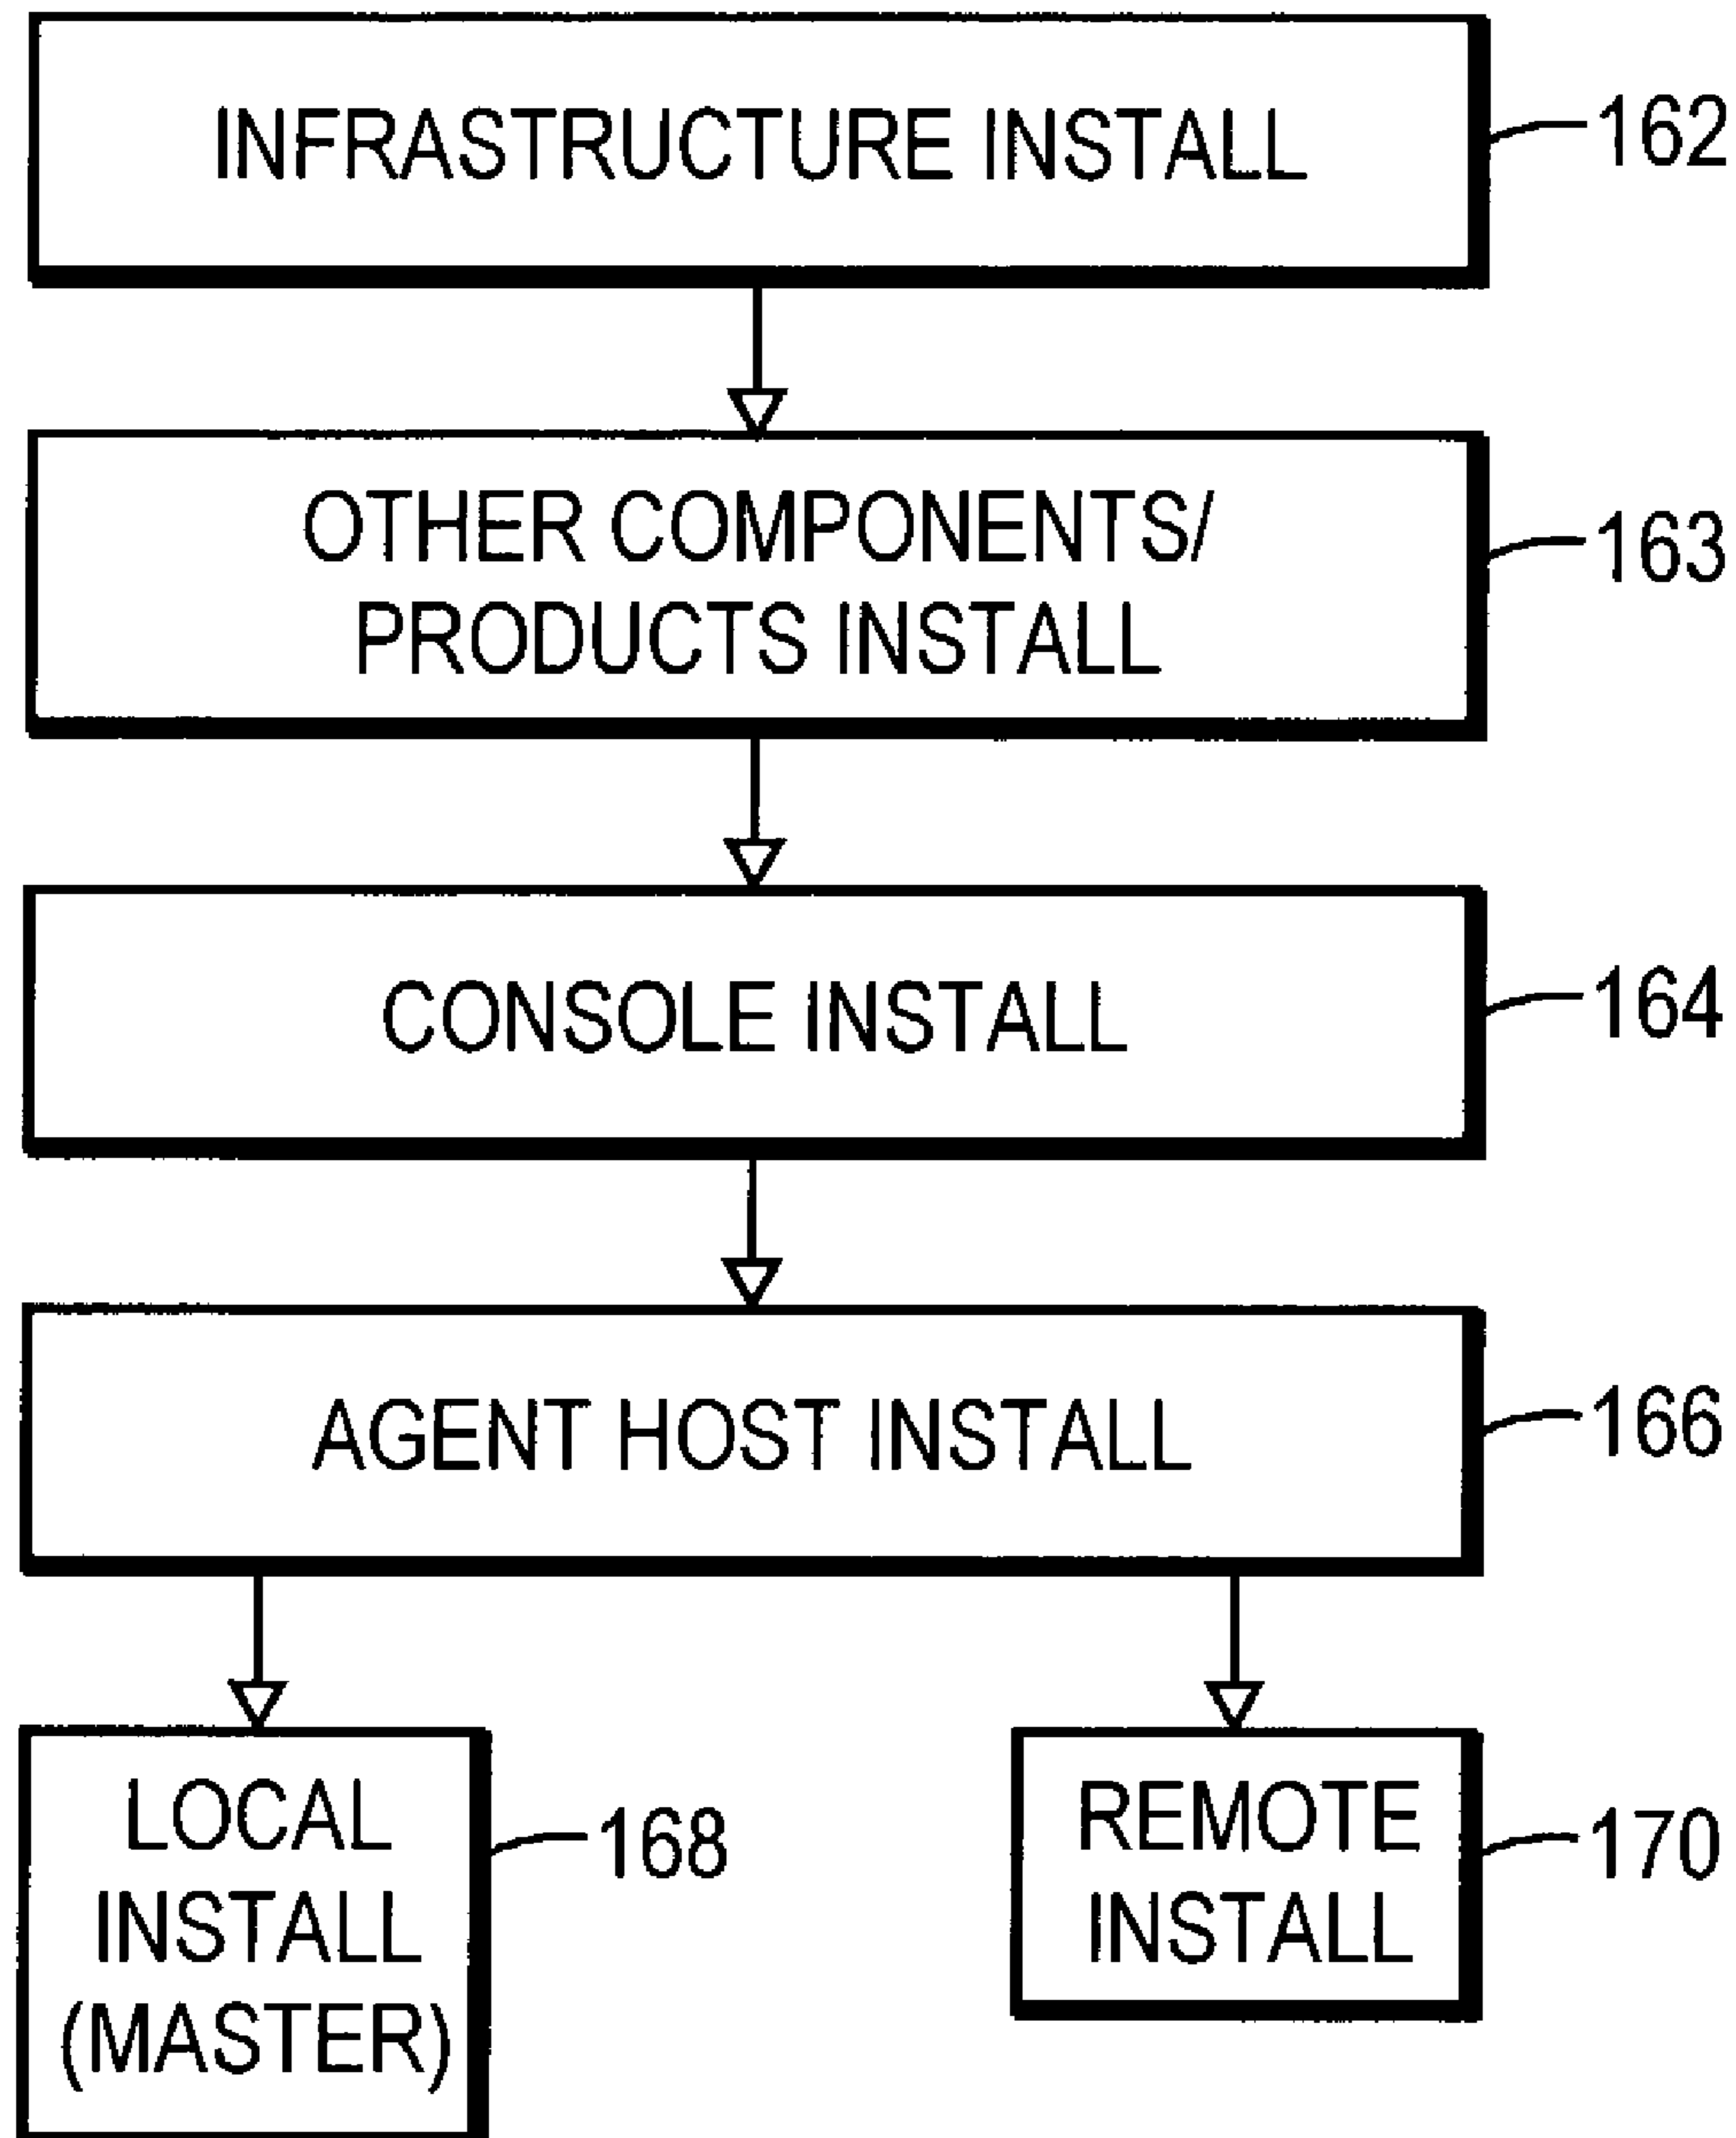 INFRASTRUCTURE INSTALL
162
OTHER COMPONENTS/
PRODUCTS INSTALL
163
CONSOLE INSTALL
164
AGENT HOST INSTALL
166
LOCAL
INSTALL
(MASTER)
168
REMOTE
INSTALL
170